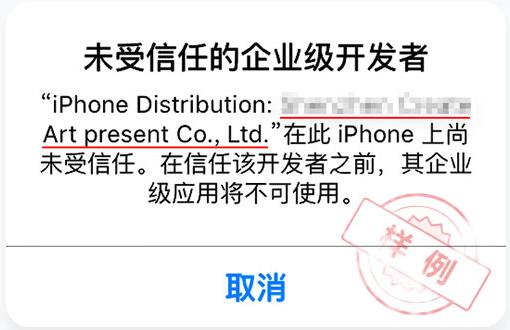 未受信任的企业级开发者
“iPhone Distribution:
Art present Co., Ltd.”在此 iPhone 上尚
未受信任。在信任该开发者之前，其企业
级应用将不可使用。
样例
取消